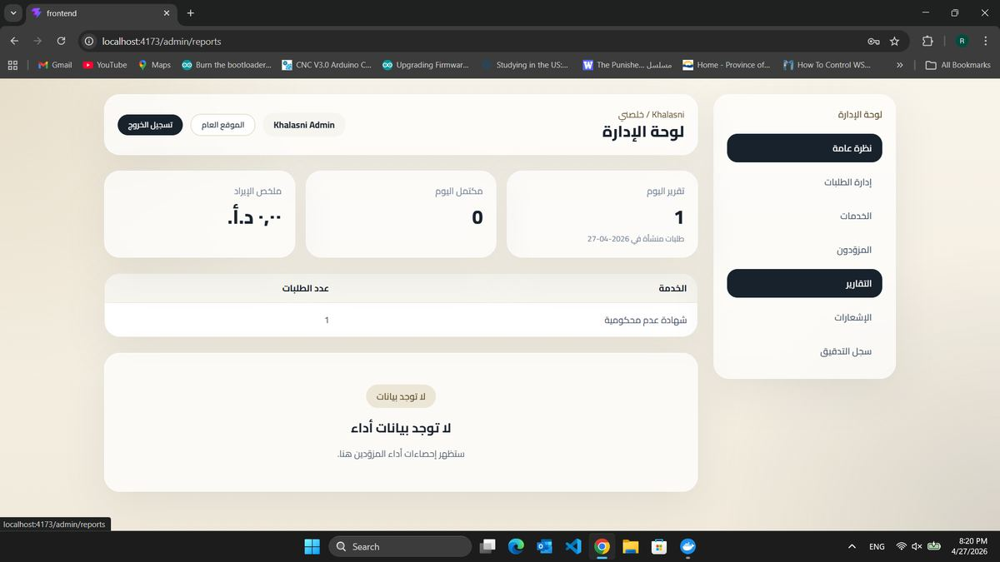 frontend
localhost:4173/admin/reports
R
Gmail
YouTube
Maps
Burn the bootloader...
CNC V3.0 Arduino C...
Upgrading Firmwar...
Studying in the US:...
The Punishe... مسلسل
Home - Province of...
How To Control WS...
All Bookmarks
Khalasni / خلصني
لوحة الإدارة
Khalasni Admin
الموقع العام
تسجيل الخروج
لوحة الإدارة
نظرة عامة
إدارة الطلبات
الخدمات
المزوّدون
التقارير
الإشعارات
سجل التدقيق
تقرير اليوم
1
طلبات منشأة في 2026-04-27
مكتمل اليوم
0
ملخص الإيراد
٠٫٠٠ د.أ.
الخدمة عدد الطلبات
شهادة عدم محكومية 1
لا توجد بيانات
لا توجد بيانات أداء
ستظهر إحصاءات أداء المزوّدين هنا.
localhost:4173/admin/reports
Search
ENG
8:20 PM
4/27/2026